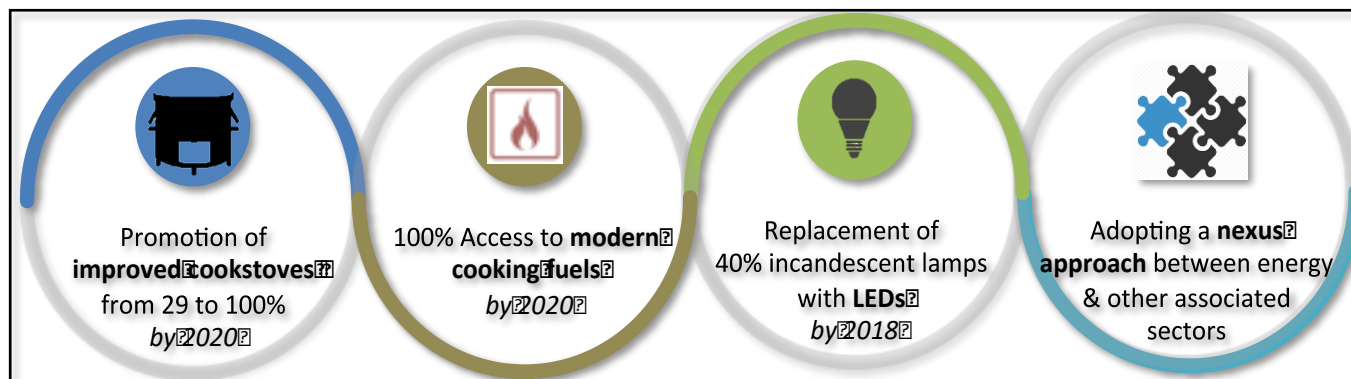 Promotion of
improved cookstoves
from 29 to 100%
by 2020
100% Access to modern
cooking fuels
by 2020
Replacement of
40% incandescent lamps
with LEDs
by 2018
Adopting a nexus
approach between energy
& other associated
sectors